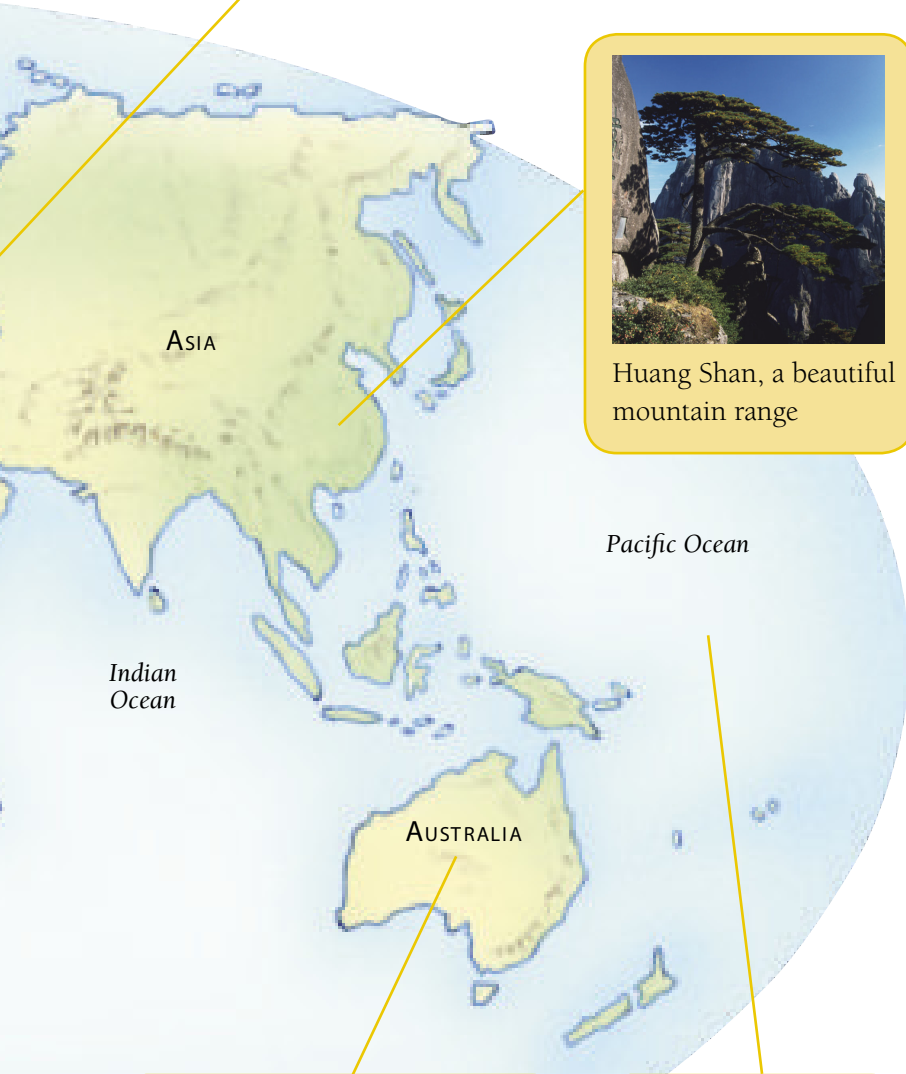 ASIA
Huang Shan, a beautiful
mountain range
Pacific Ocean
Indian
Ocean
AUSTRALIA